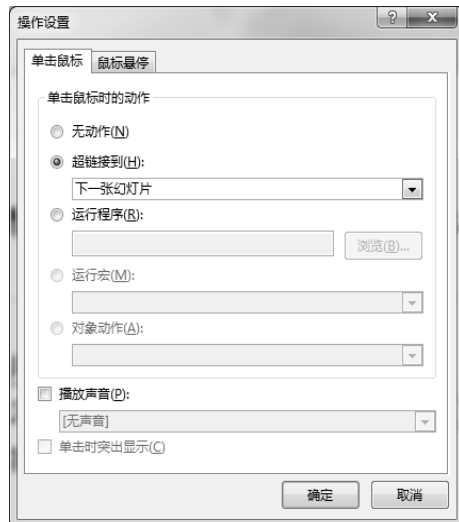 操作设置
单击鼠标 鼠标悬停
单击鼠标时的动作
无动作(N)
超链接到(H):
下一张幻灯片
运行程序(R):
浏览(B)...
运行宏(M):
对象动作(A):
播放声音(P):
[无声音]
单击时突出显示(C)
确定 取消